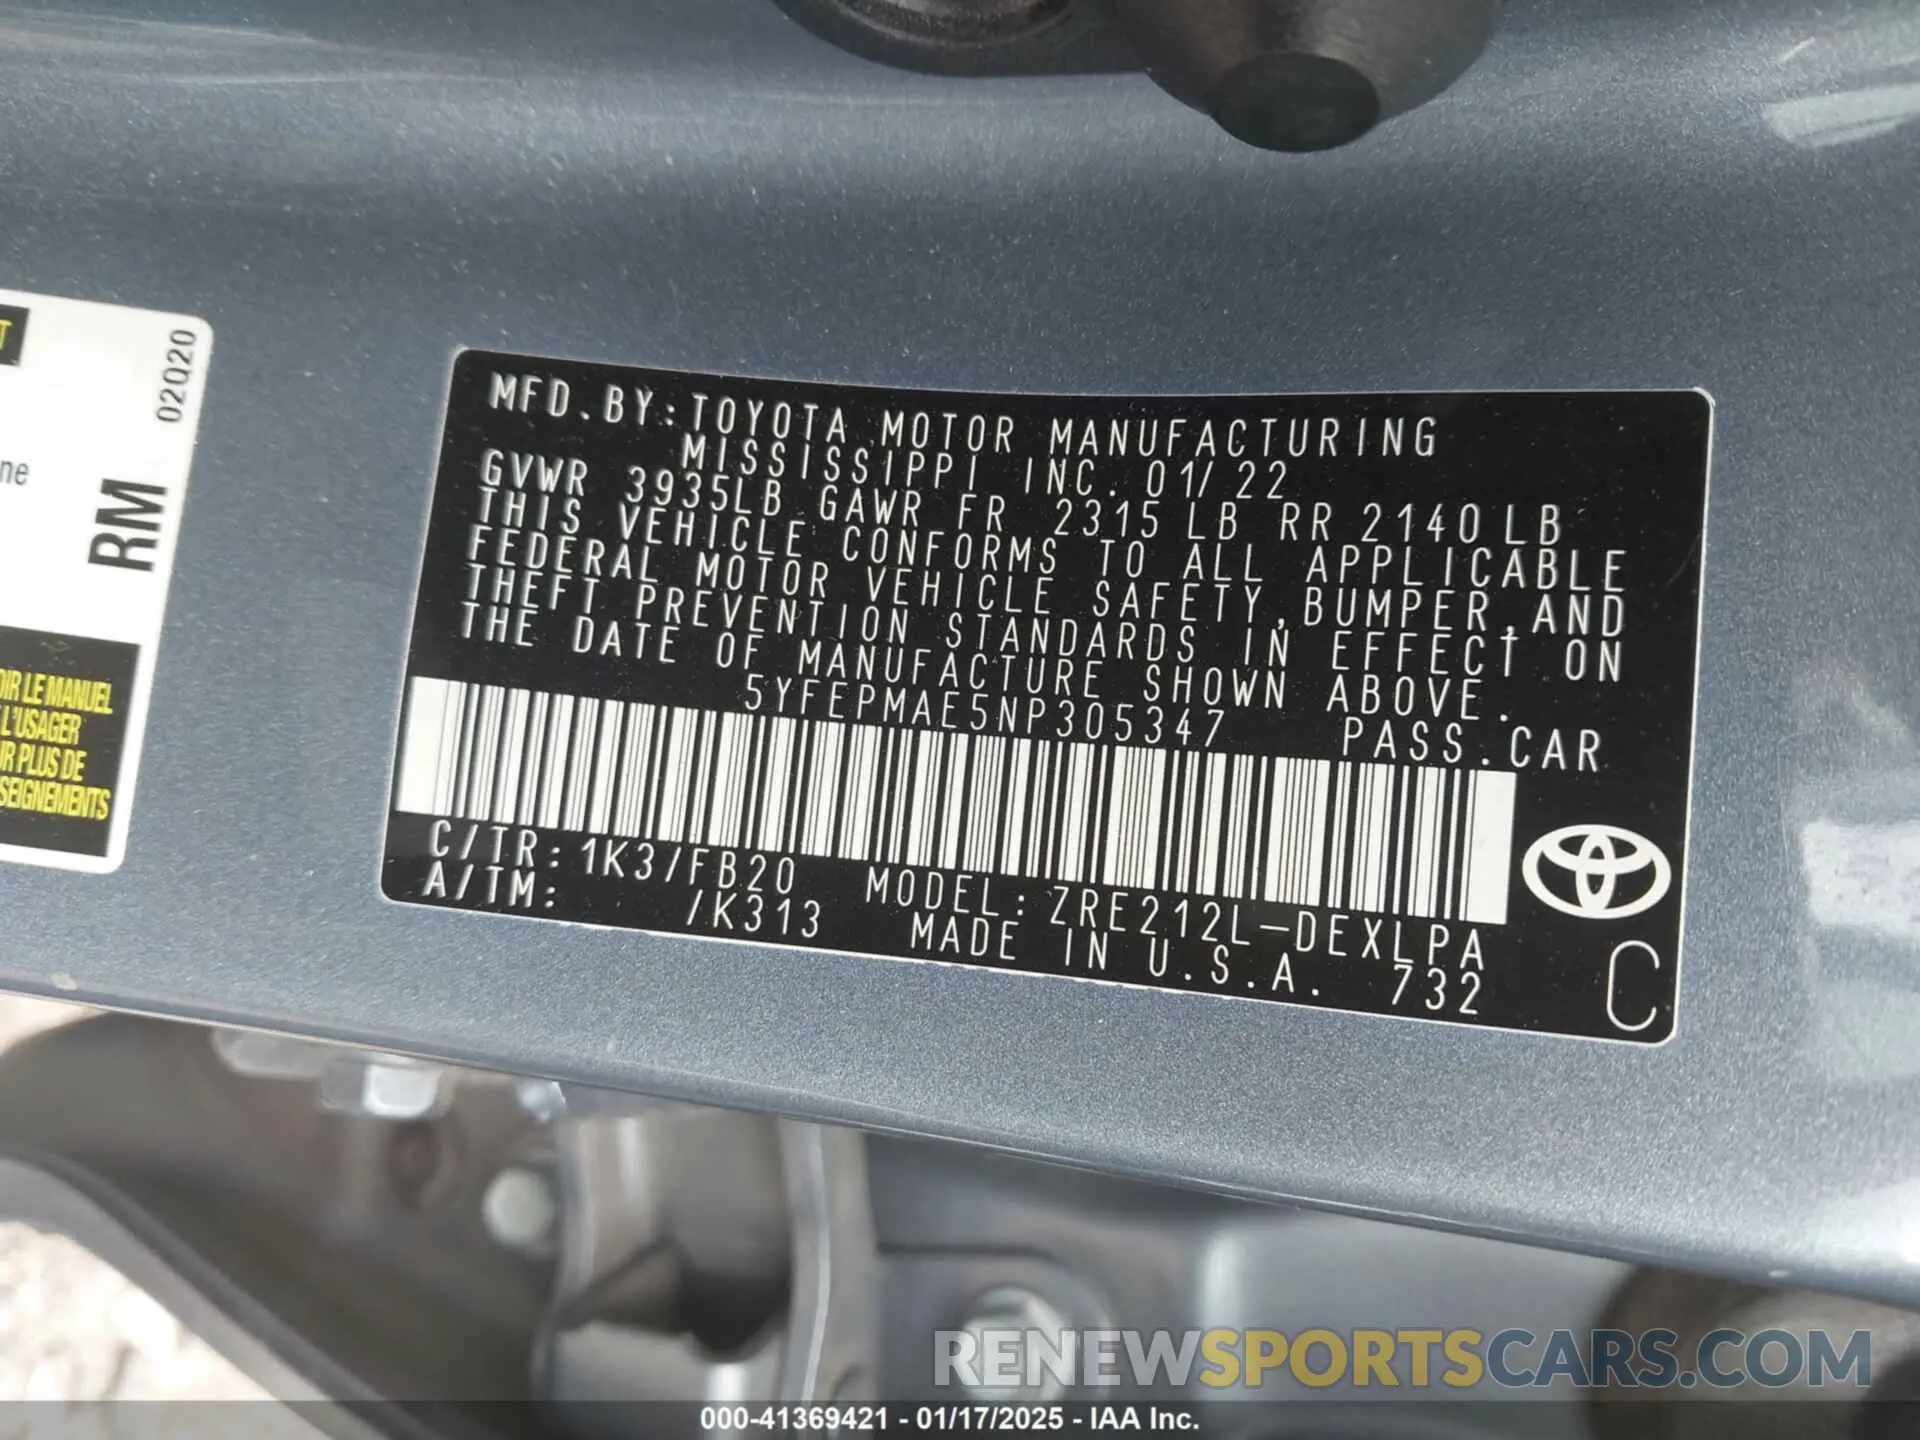 T
02Q20
ne
RM
OIR LE MANUEL
L'USAGER
R PLUS DE
SEIGNEMENTS
MFD.BY:TOYOTA MOTOR MANUFACTURING
MISSISSIPPI INC. 01/22
GVWR 3935LB GAWR FR 2315LB RR 2140LB
THIS VEHICLE CONFORMS TO ALL APPLICABLE
FEDERAL MOTOR VEHICLE SAFETY,BUMPER,AND
THEFT PREVENTION STANDARDS IN EFFECT ON
THE DATE OF MANUFACTURE SHOWN ABOVE.
5YFEPMAE5NP305347 PASS.CAR
C/TR:1K3/FB20 MODEL:ZRE212L-DEXLPA
A/TM: /K313 MADE IN U.S.A. 732
C
RENEWSPORTSCARS.COM
000-41369421 - 01/17/2025 - IAA Inc.